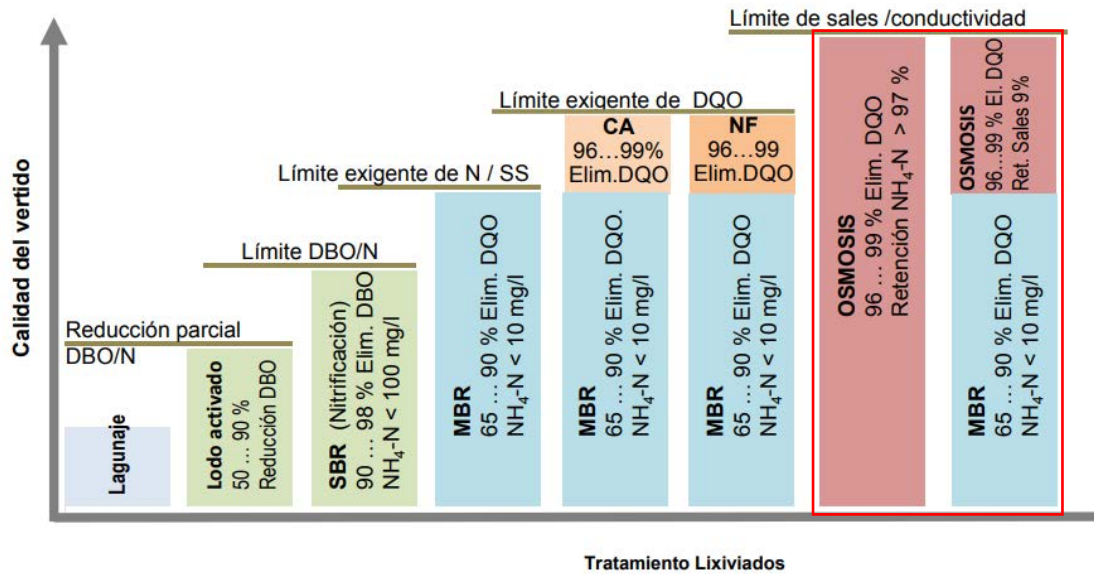 Límite de sales /conductividad
Límite exigente de DQO
Límite exigente de N / SS
Límite DBO/N
Reducción parcial
DBO/N
Calidad del vertido
Lagunaje
Lodo activado
50 … 90 %
Reducción DBO
SBR (Nitrificación)
90 … 98 % Elim. DBO
NH₄-N < 100 mg/l
MBR
65 … 90 % Elim. DQO
NH₄-N < 10 mg/l
CA
96…99%
Elim.DQO
MBR
65 … 90 % Elim. DQO.
NH₄-N < 10 mg/l
NF
96…99
Elim.DQO
MBR
65 … 90 % Elim. DQO
NH₄-N < 10 mg/l
OSMOSIS
96 … 99 % Elim. DQO
Retención NH₄-N > 97 %
OSMOSIS
96…99 % El. DQO
Ret. Sales 9%
MBR
65 … 90 % Elim. DQO
NH₄-N < 10 mg/l
Tratamiento Lixiviados